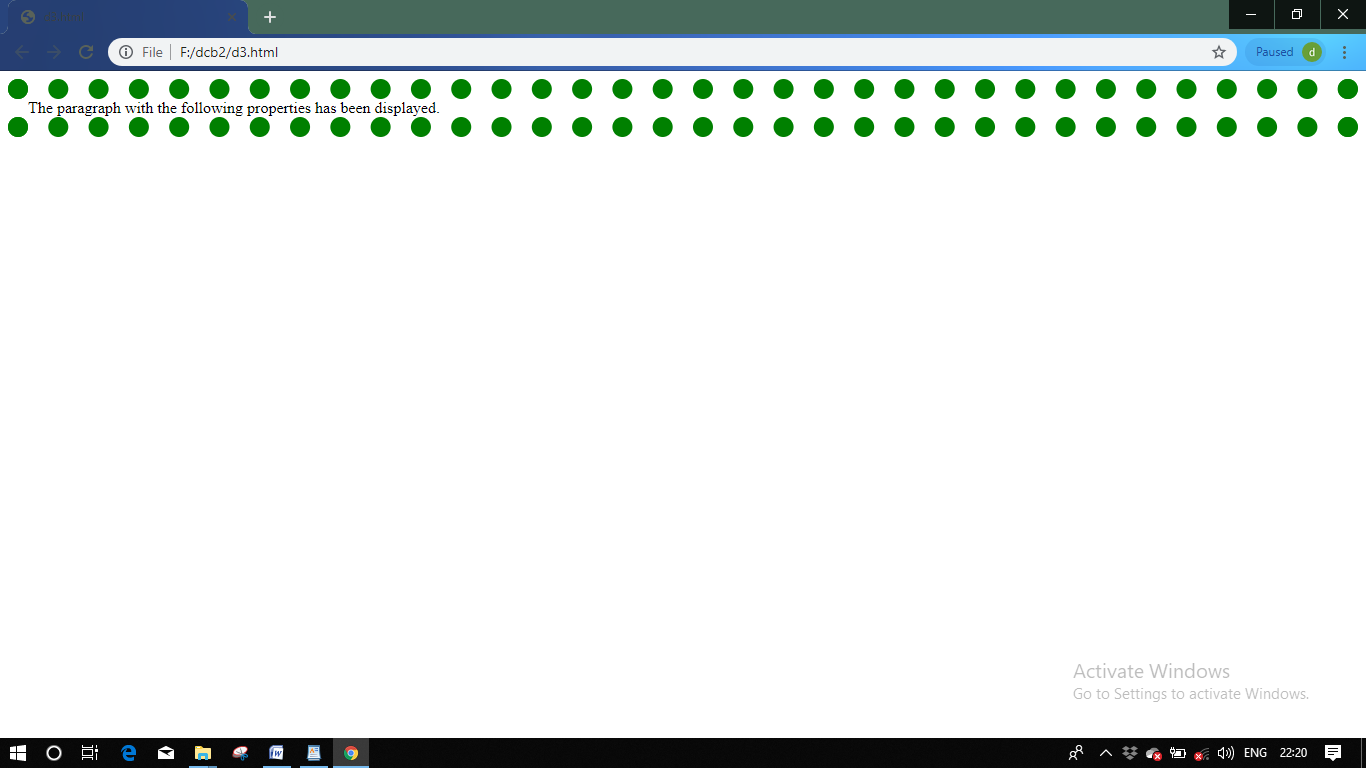 File
F:/dcb2/d3.html
Paused
d
The paragraph with the following properties has been displayed.
Activate Windows
Go to Settings to activate Windows.
ENG
22:20